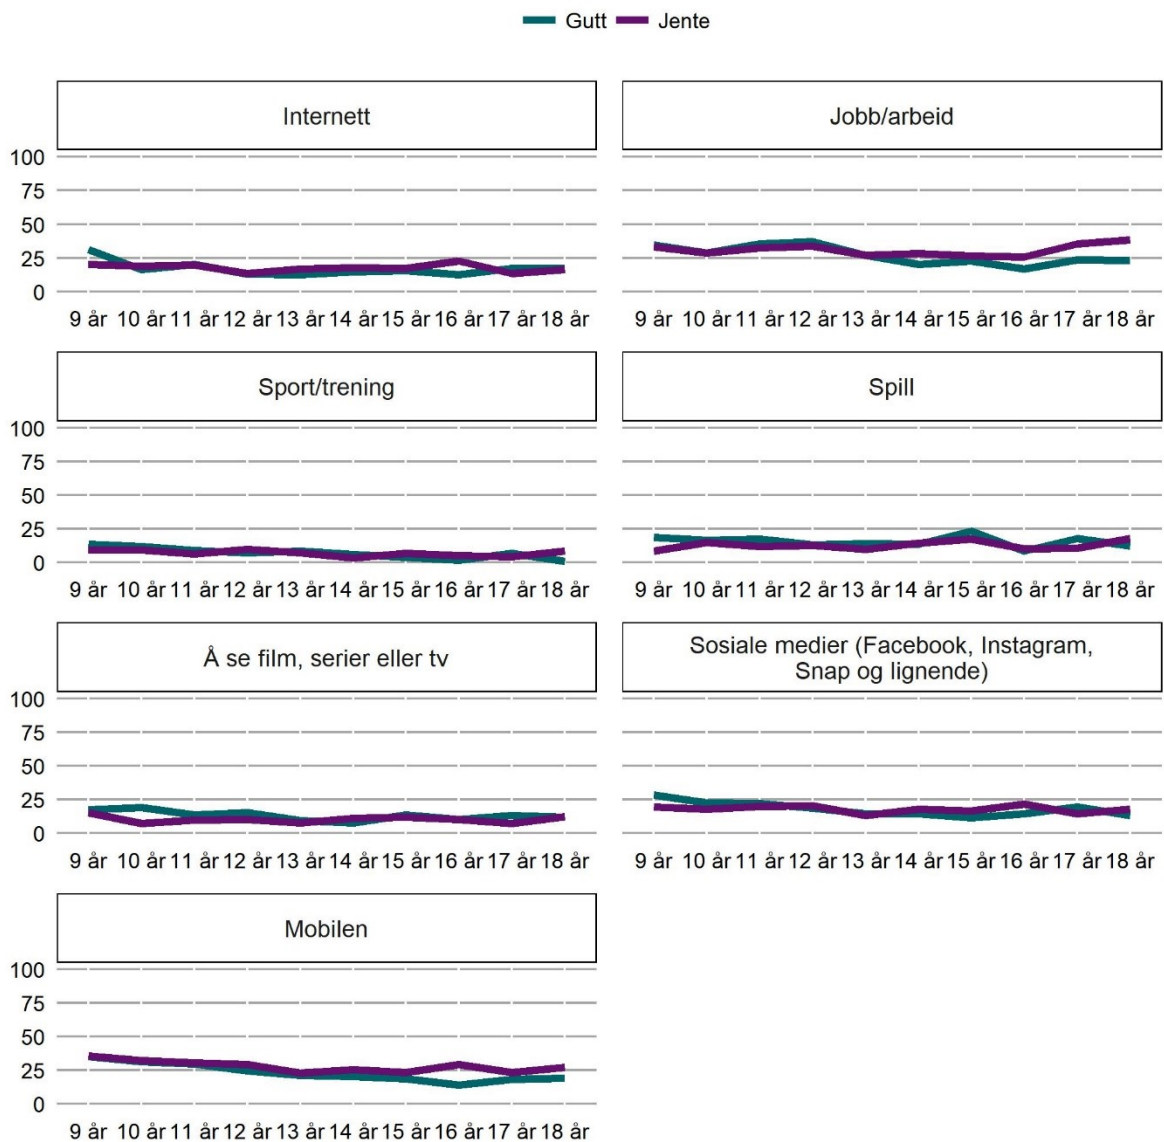 Gutt Jente
Internett
Jobb/arbeid
100
75
50
25
0
9 år 10 år 11 år 12 år 13 år 14 år 15 år 16 år 17 år 18 år
9 år 10 år 11 år 12 år 13 år 14 år 15 år 16 år 17 år 18 år
Sport/trening
Spill
100
75
50
25
0
9 år 10 år 11 år 12 år 13 år 14 år 15 år 16 år 17 år 18 år
9 år 10 år 11 år 12 år 13 år 14 år 15 år 16 år 17 år 18 år
Å se film, serier eller tv
Sosiale medier (Facebook, Instagram,
Snap og lignende)
100
75
50
25
0
9 år 10 år 11 år 12 år 13 år 14 år 15 år 16 år 17 år 18 år
9 år 10 år 11 år 12 år 13 år 14 år 15 år 16 år 17 år 18 år
Mobilen
100
75
50
25
0
9 år 10 år 11 år 12 år 13 år 14 år 15 år 16 år 17 år 18 år